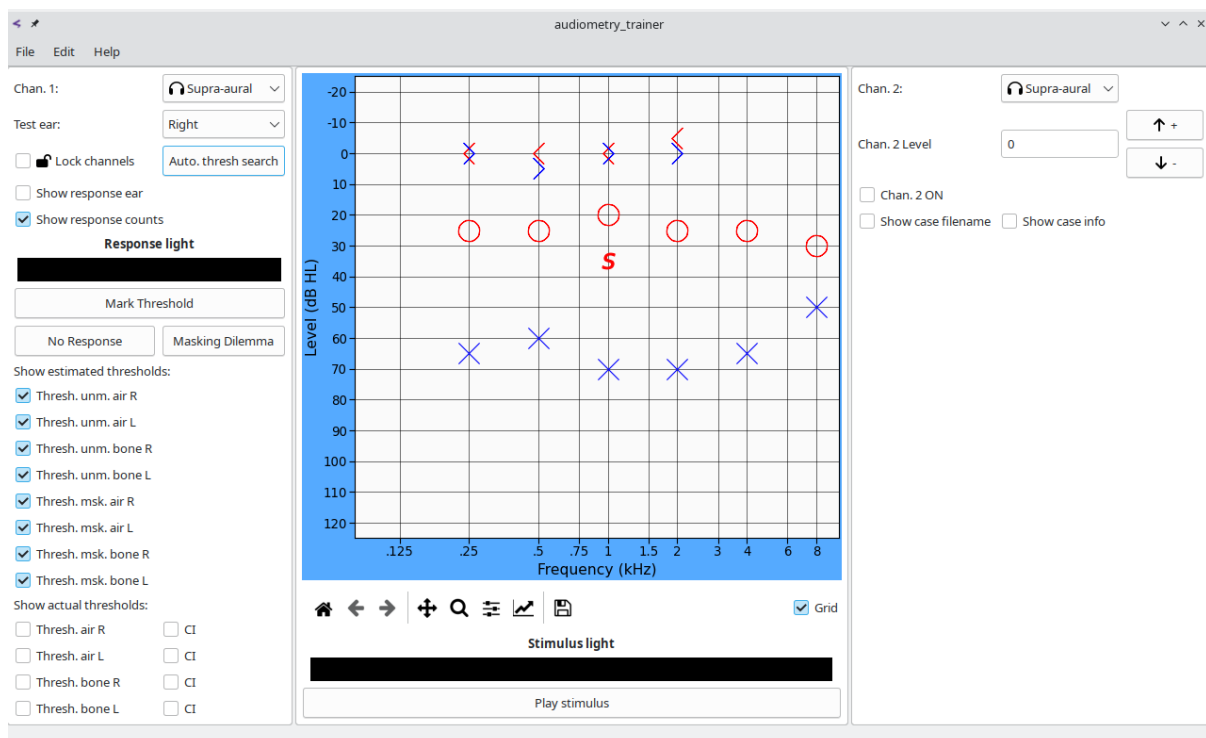 audiometry_trainer
File Edit Help
Chan. 1:
Supra-aural
Test ear:
Right
Lock channels
Auto. thresh search
Show response ear
Show response counts
Response light
Mark Threshold
No Response
Masking Dilemma
Show estimated thresholds:
Thresh. unm. air R
Thresh. unm. air L
Thresh. unm. bone R
Thresh. unm. bone L
Thresh. msk. air R
Thresh. msk. air L
Thresh. msk. bone R
Thresh. msk. bone L
Show actual thresholds:
Thresh. air R CI
Thresh. air L CI
Thresh. bone R CI
Thresh. bone L CI
Level (dB HL)
-20
-10
0
10
20
30
40
50
60
70
80
90
100
110
120
S
.125 .25 .5 .75 1 1.5 2 3 4 6 8
Frequency (kHz)
Grid
Stimulus light
Play stimulus
Chan. 2:
Supra-aural
Chan. 2 Level
0
+
-
Chan. 2 ON
Show case filename Show case info